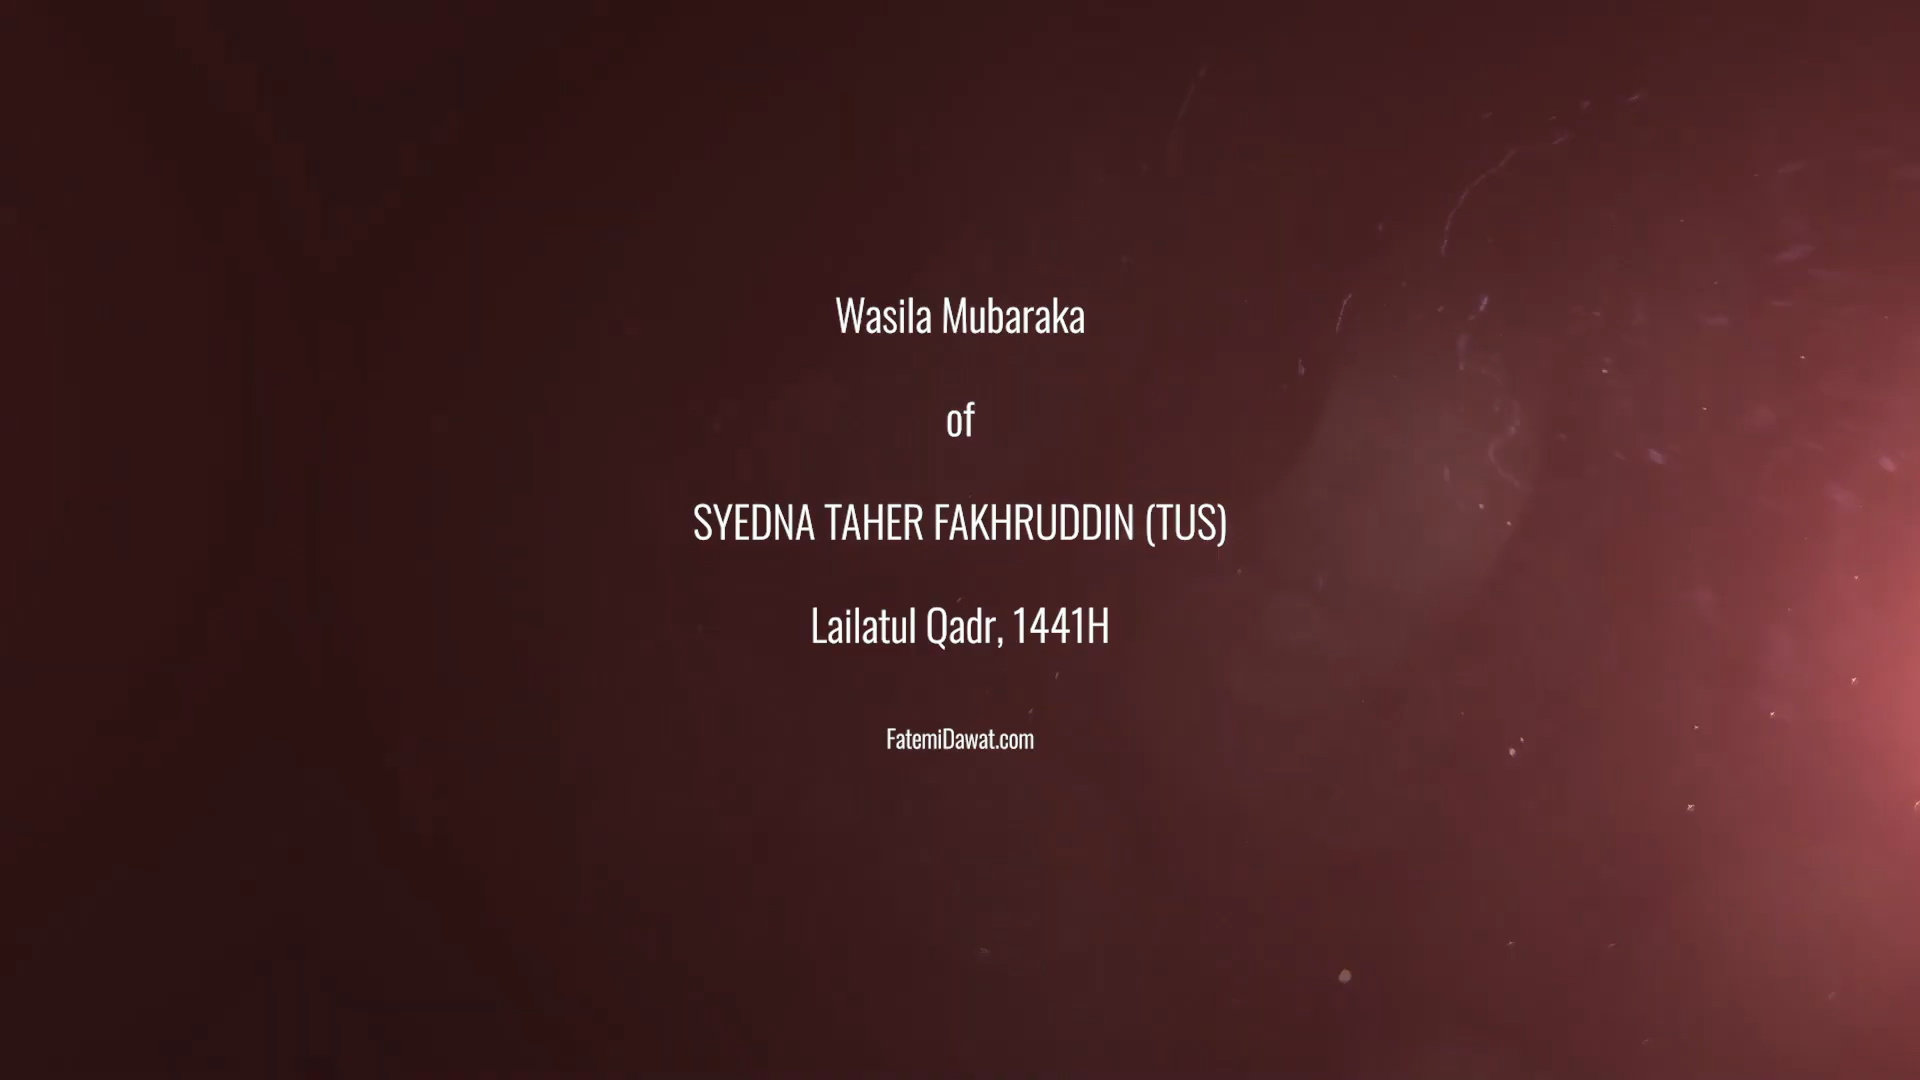 Wasila Mubaraka
of
SYEDNA TAHER FAKHRUDDIN (TUS)
Lailatul Qadr, 1441H
FatemiDawat.com